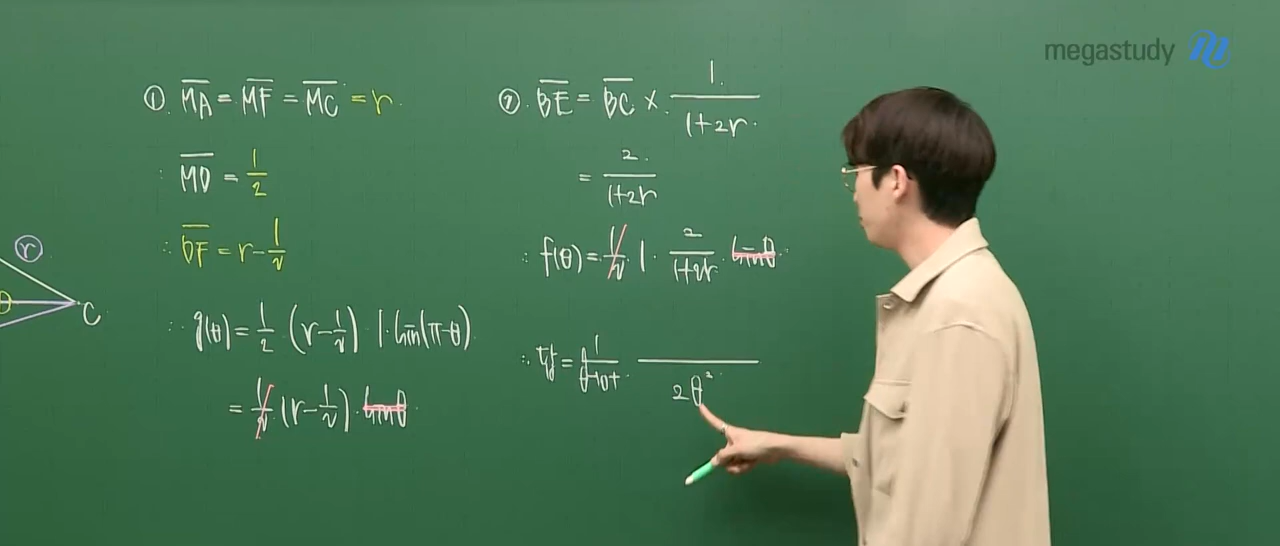 megastudy
① MA = MF = MC = r
∴ MD = 1/2
∴ DF = r - 1/2
∴ g(θ) = 1/2 (r - 1/2) · 1 · sin(π-θ)
= 1/2 (r - 1/2) · sinθ
② BE = BC × 1/(1+2r)
= 2/(1+2r)
∴ f(θ) = 1/2 · 1 · 2/(1+2r) · sinθ
2θ²
r
C